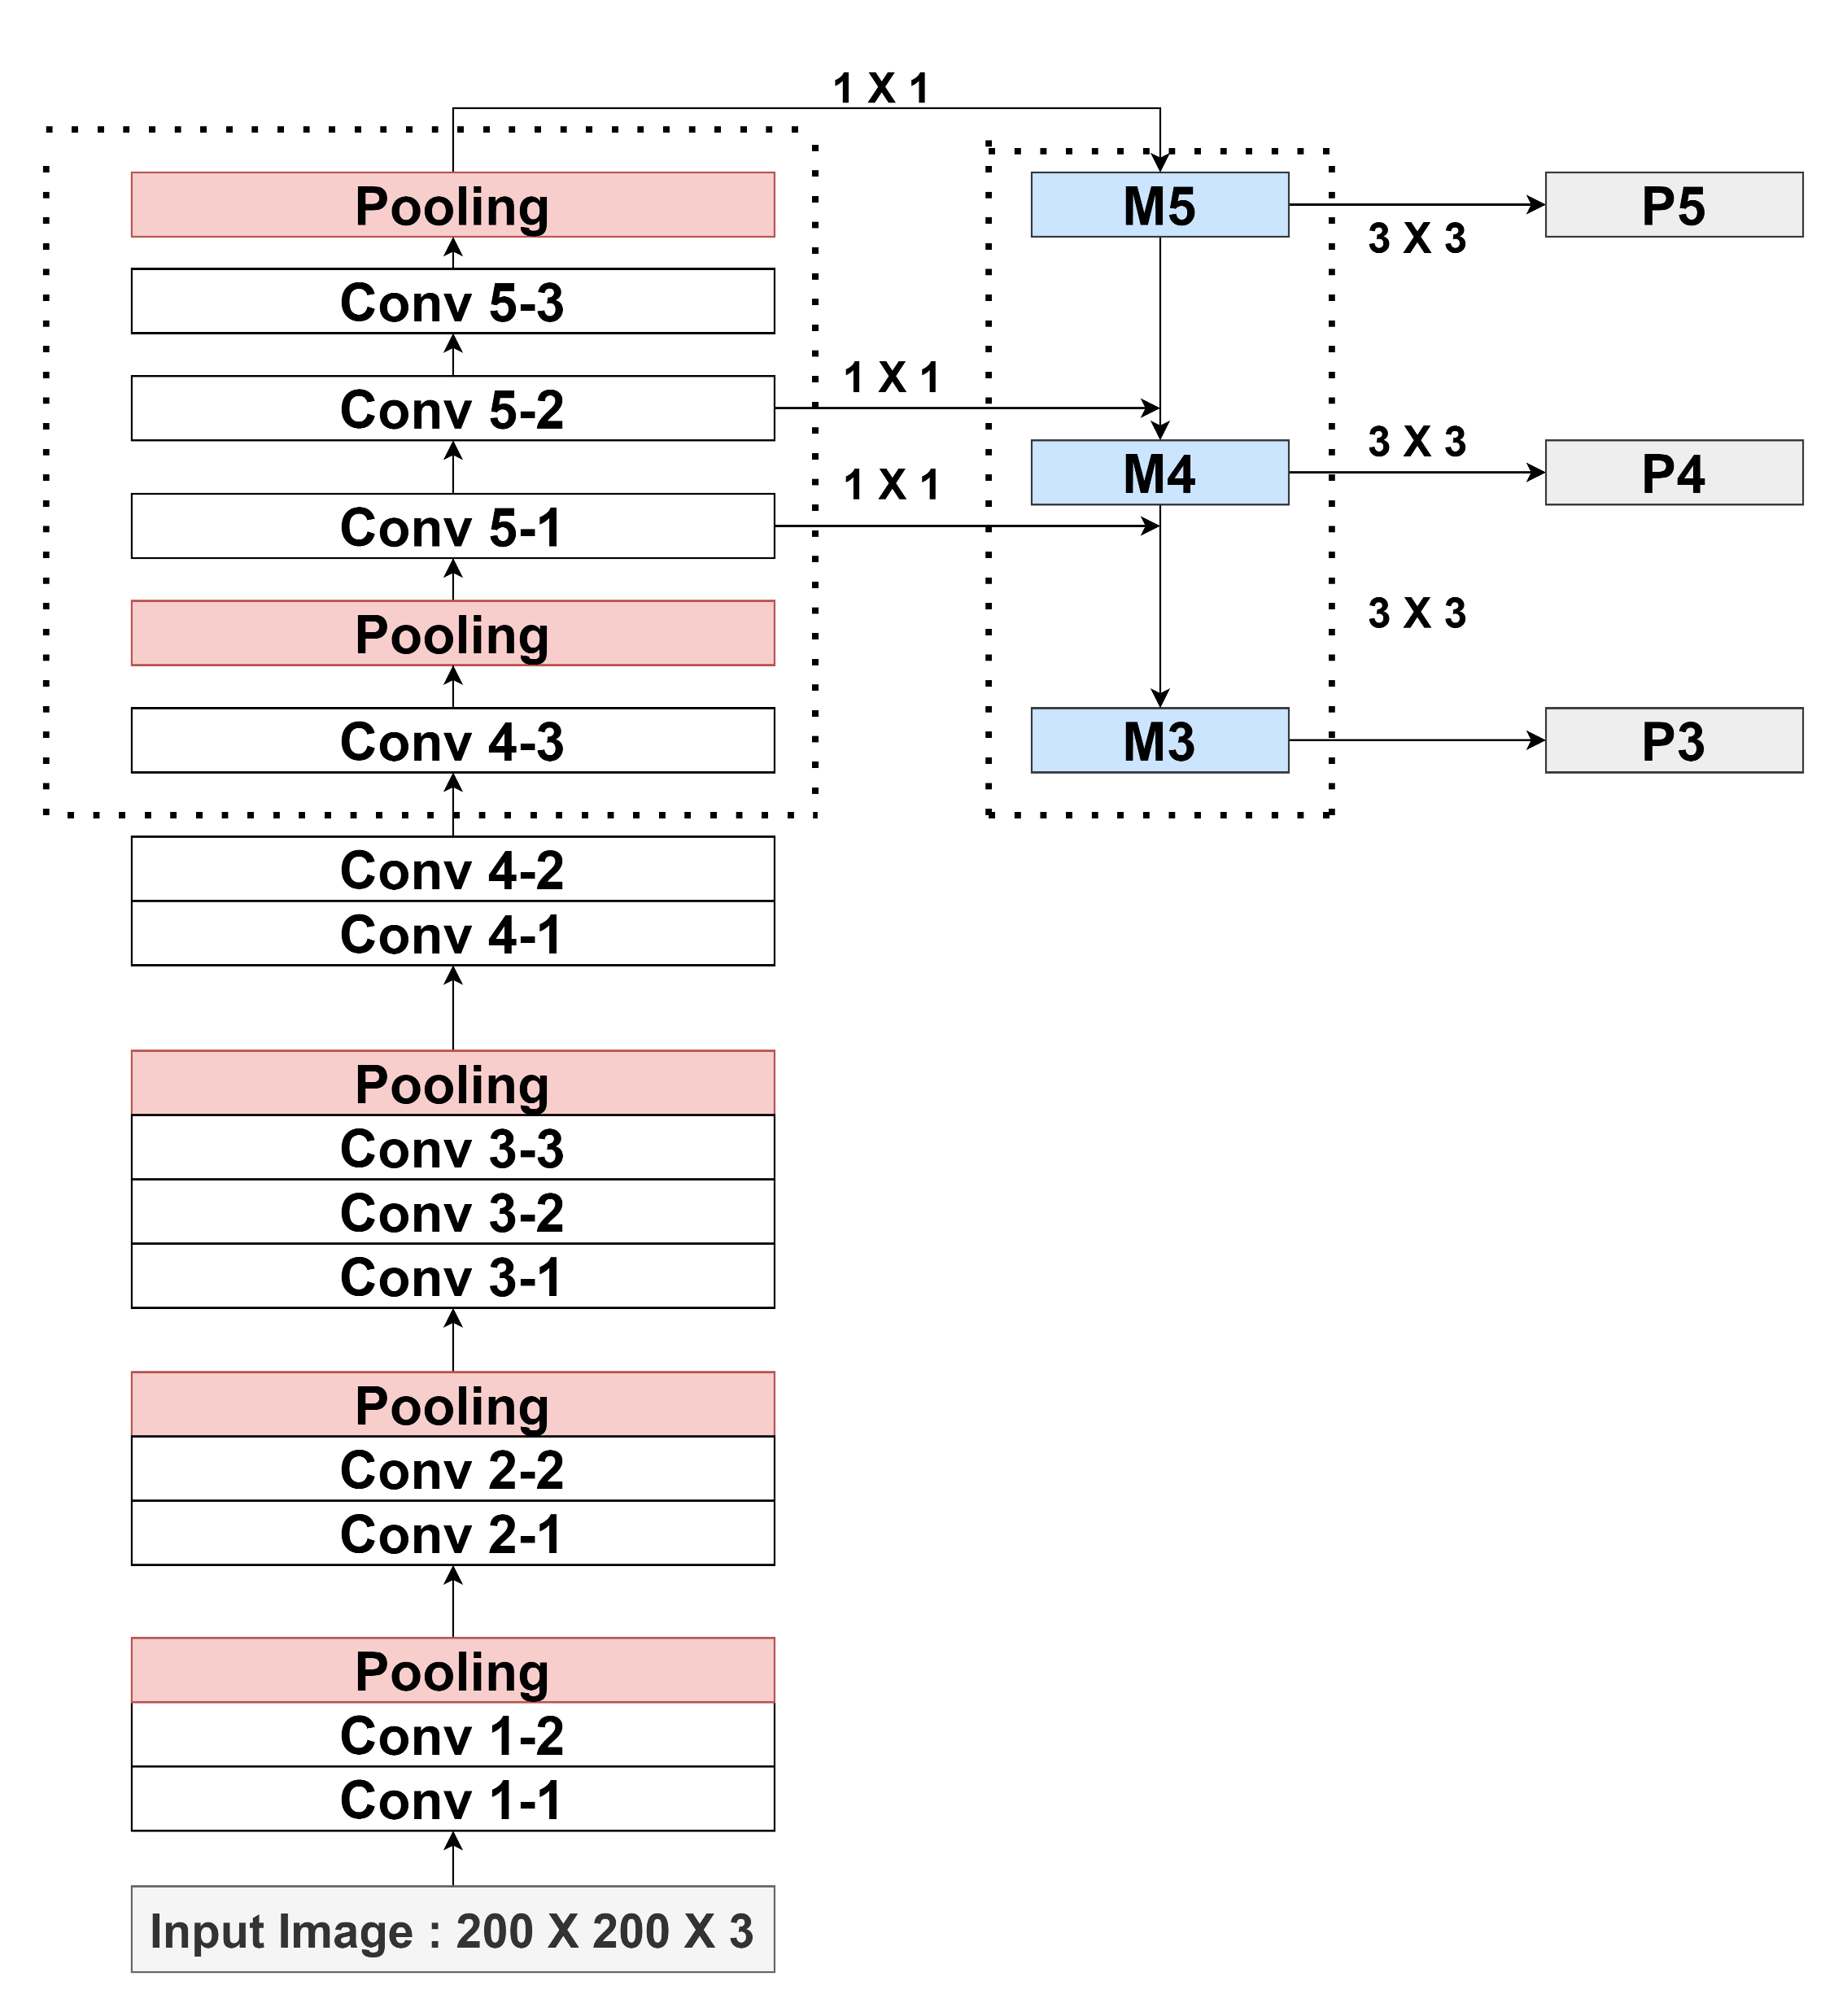 1 X 1
Pooling
M5
P5
3 X 3
Conv 5-3
1 X 1
Conv 5-2
3 X 3
M4
P4
1 X 1
Conv 5-1
3 X 3
Pooling
Conv 4-3
M3
P3
Conv 4-2
Conv 4-1
Pooling
Conv 3-3
Conv 3-2
Conv 3-1
Pooling
Conv 2-2
Conv 2-1
Pooling
Conv 1-2
Conv 1-1
Input Image : 200 X 200 X 3